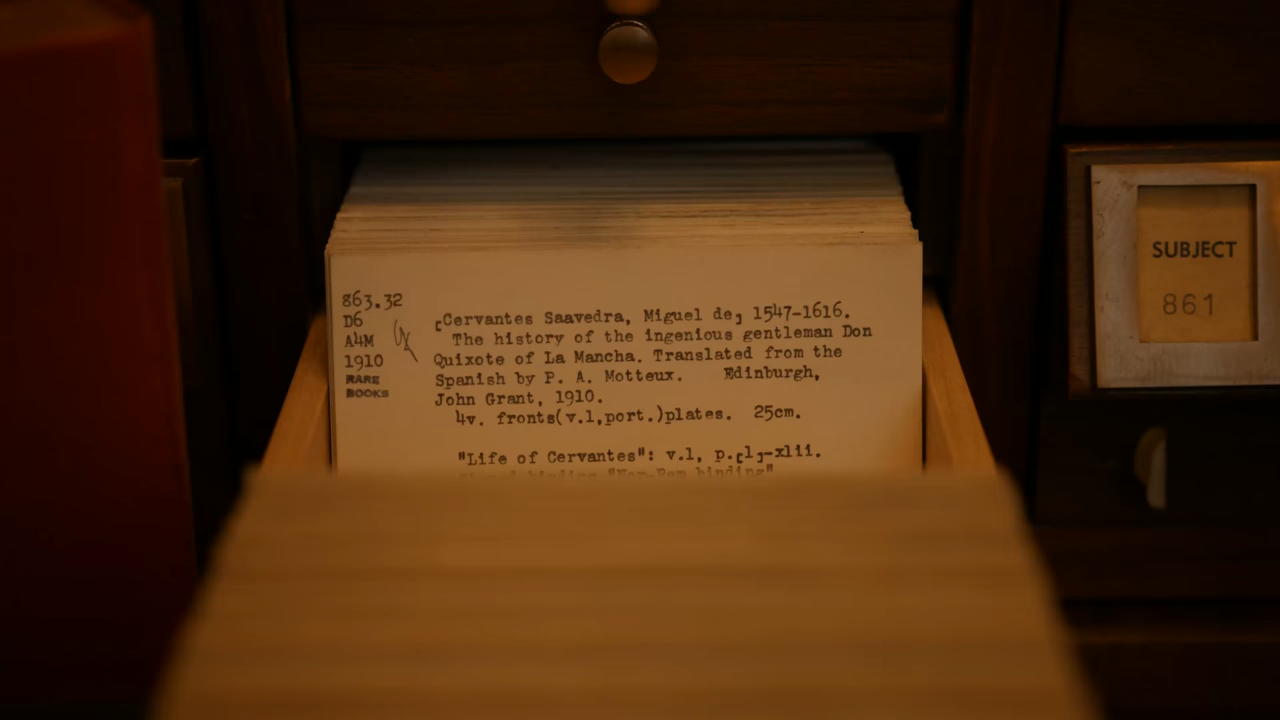 863.32
D6
A4M
1910
RARE
BOOKS
[Cervantes Saavedra, Miguel de] 1547-1616.
The history of the ingenious gentleman Don
Quixote of La Mancha. Translated from the
Spanish by P. A. Motteux. Edinburgh,
John Grant, 1910.
4v. fronts(v.1,port.)plates. 25cm.
"Life of Cervantes": v.1, p.[1]-xlii.
binding"
SUBJECT
861